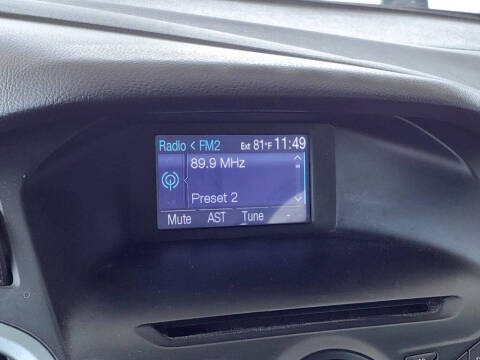 Radio < FM2 Ext 81°F 11:49
89.9 MHz
Preset 2
Mute AST Tune -